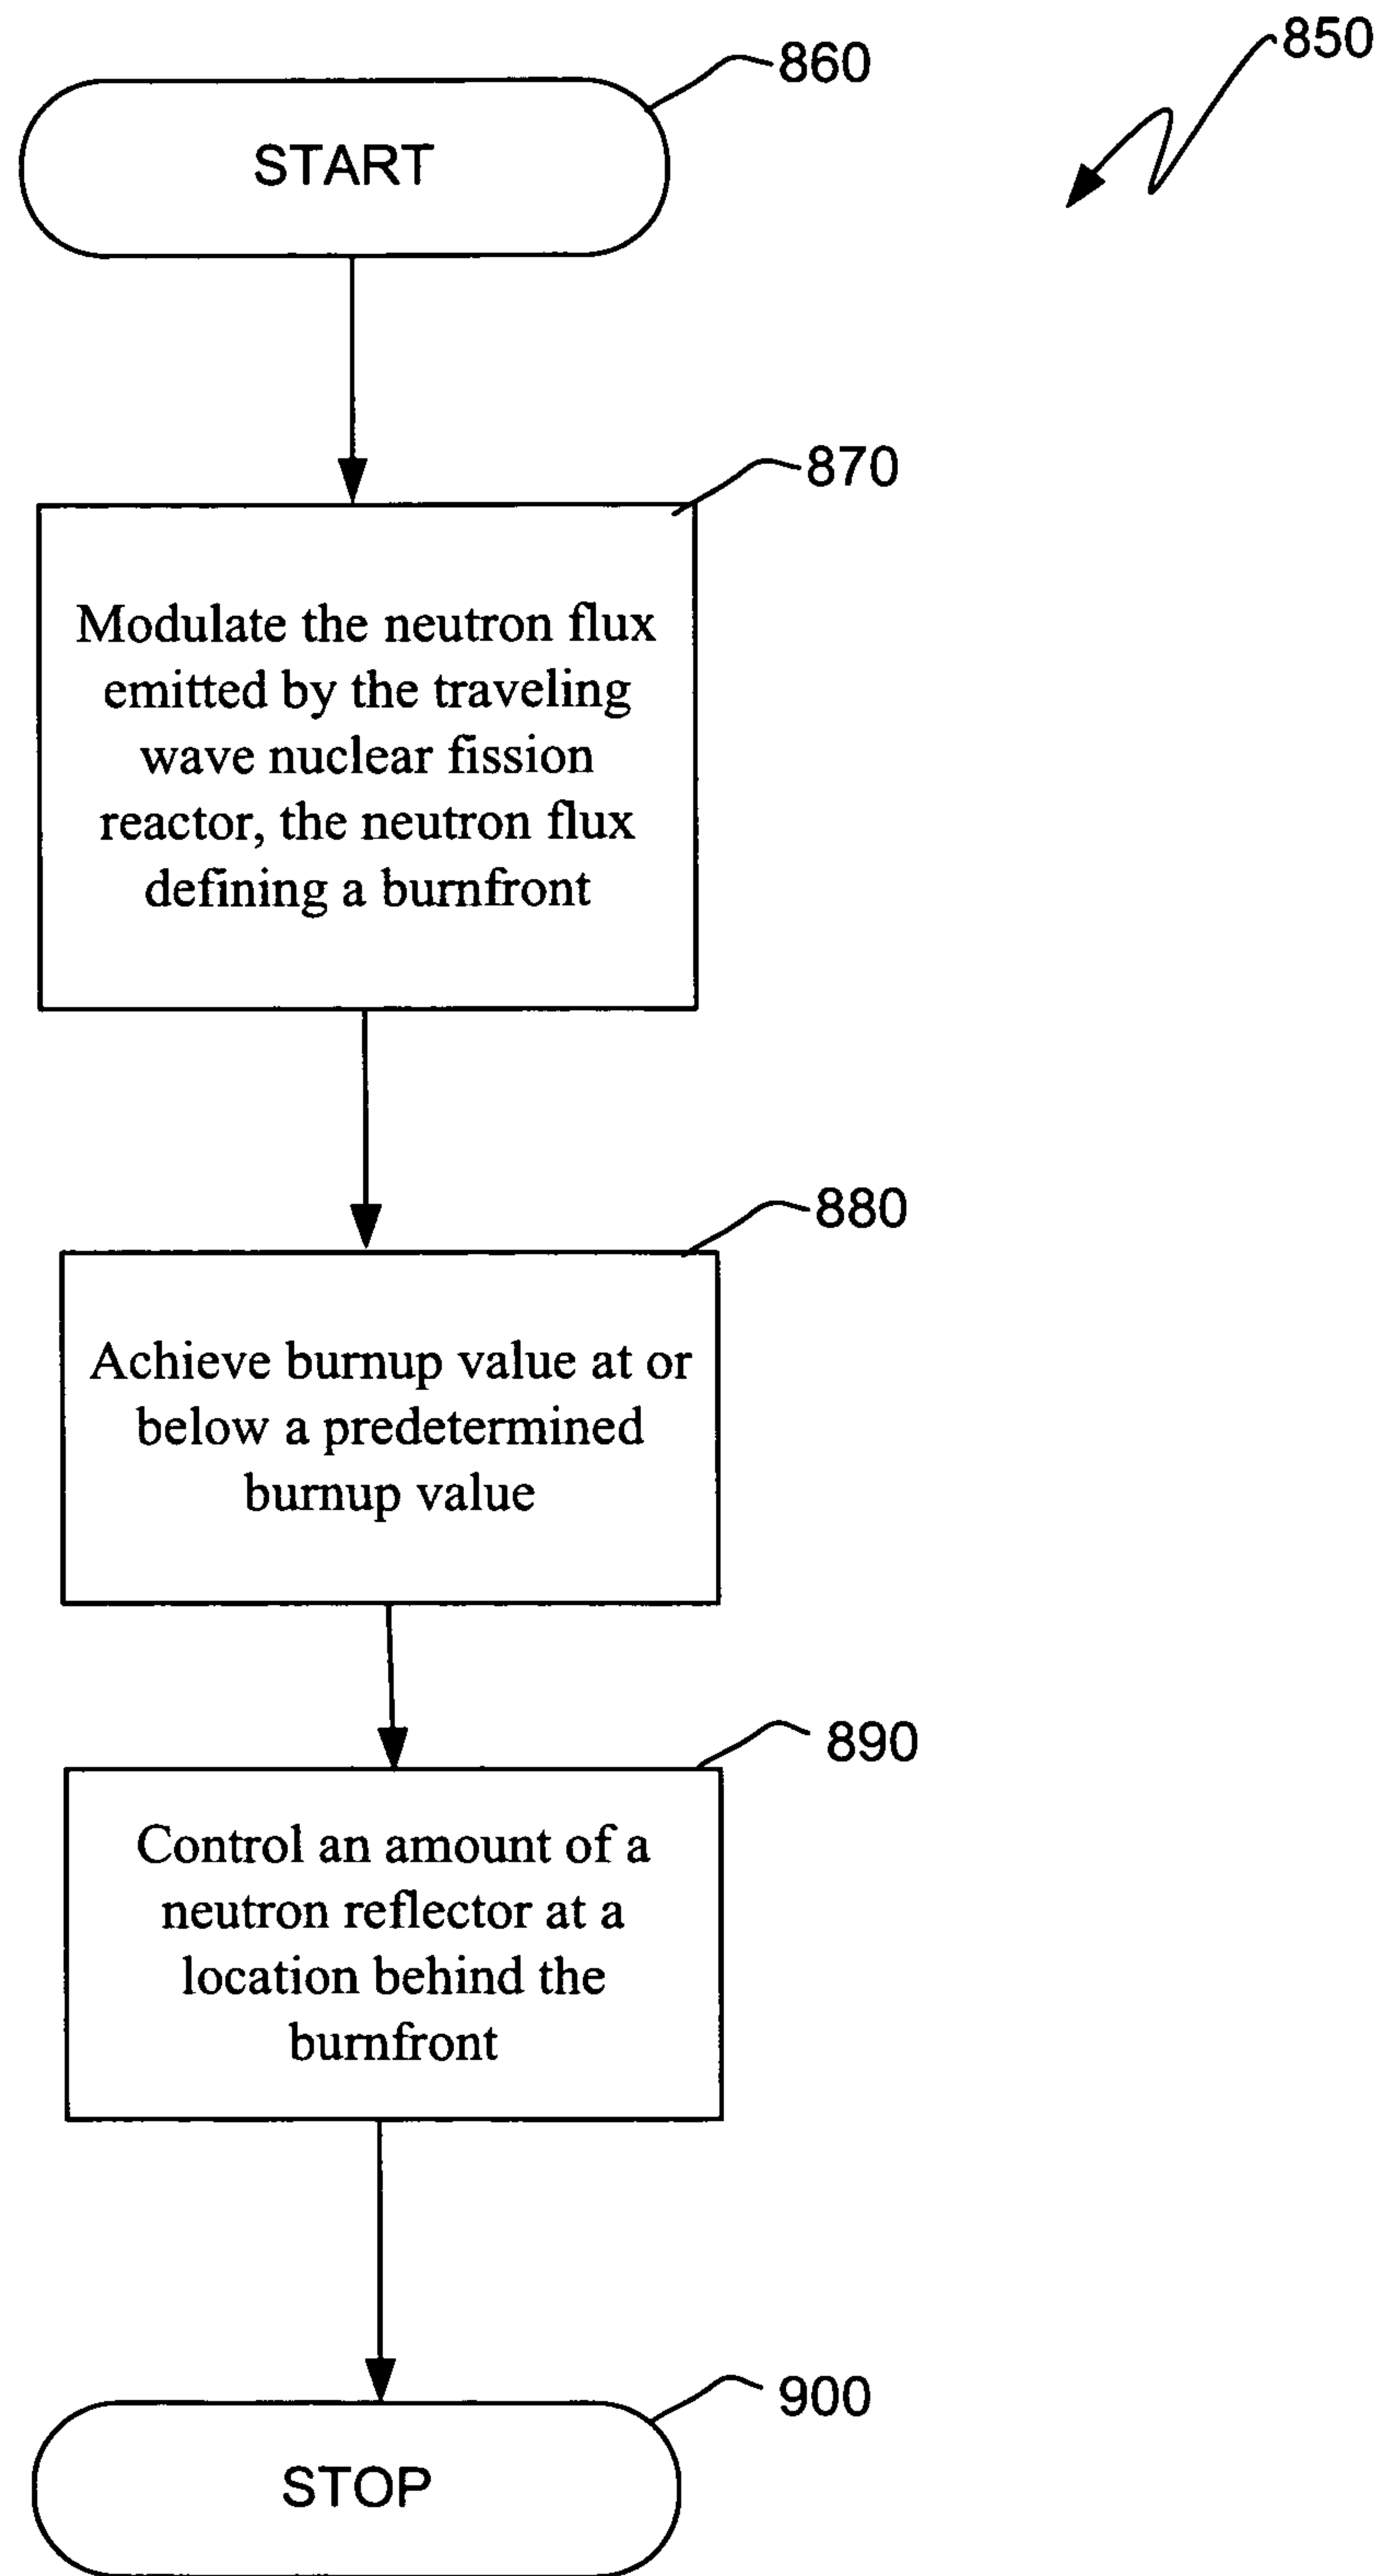 850
860
START
870
Modulate the neutron flux
emitted by the traveling
wave nuclear fission
reactor, the neutron flux
defining a burnfront
880
Achieve burnup value at or
below a predetermined
burnup value
890
Control an amount of a
neutron reflector at a
location behind the
burnfront
900
STOP